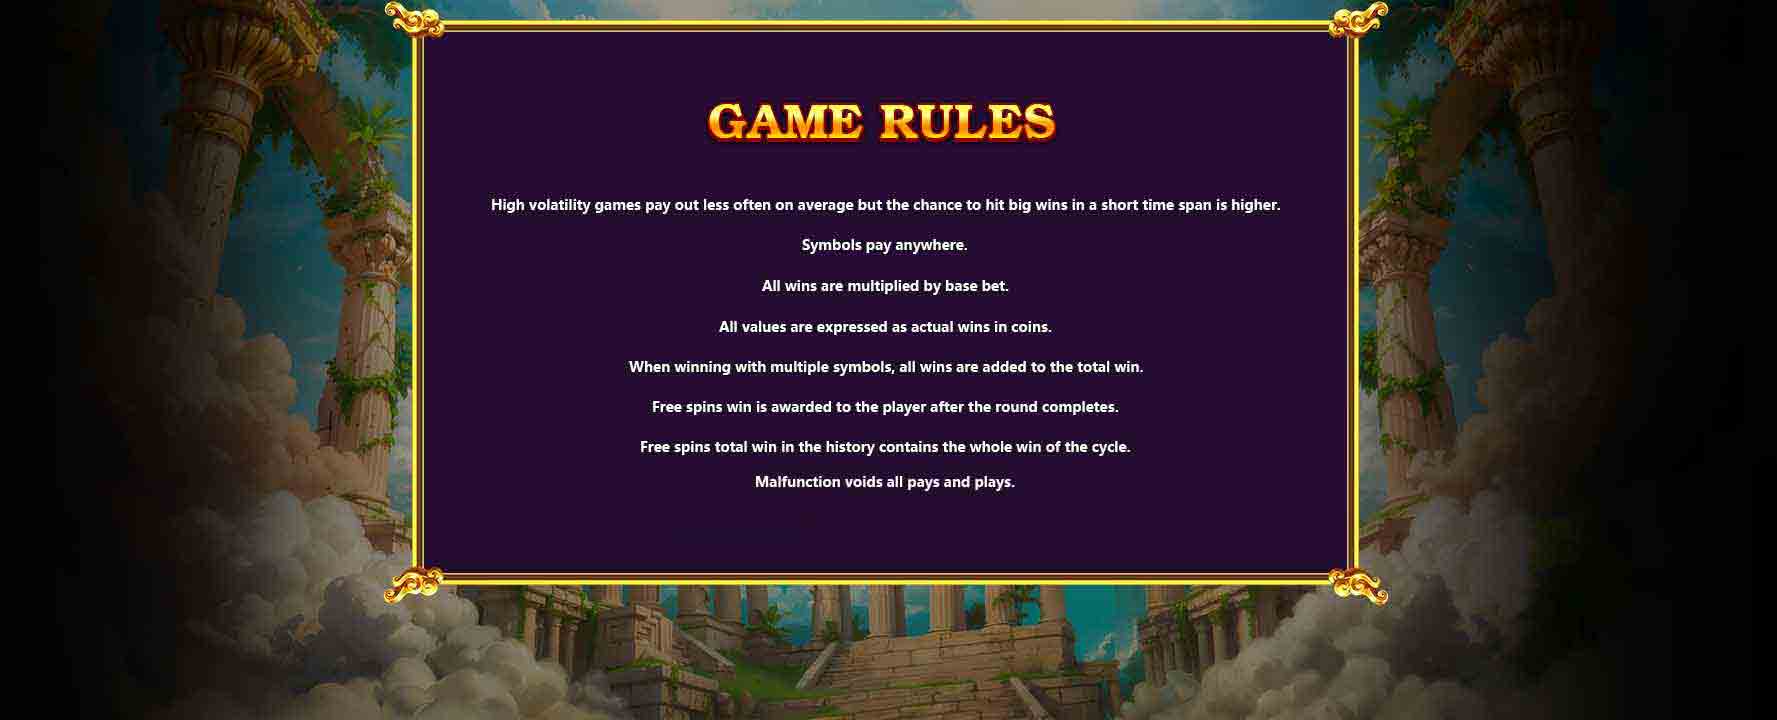 GAME RULES
High volatility games pay out less often on average but the chance to hit big wins in a short time span is higher.
Symbols pay anywhere.
All wins are multiplied by base bet.
All values are expressed as actual wins in coins.
When winning with multiple symbols, all wins are added to the total win.
Free spins win is awarded to the player after the round completes.
Free spins total win in the history contains the whole win of the cycle.
Malfunction voids all pays and plays.